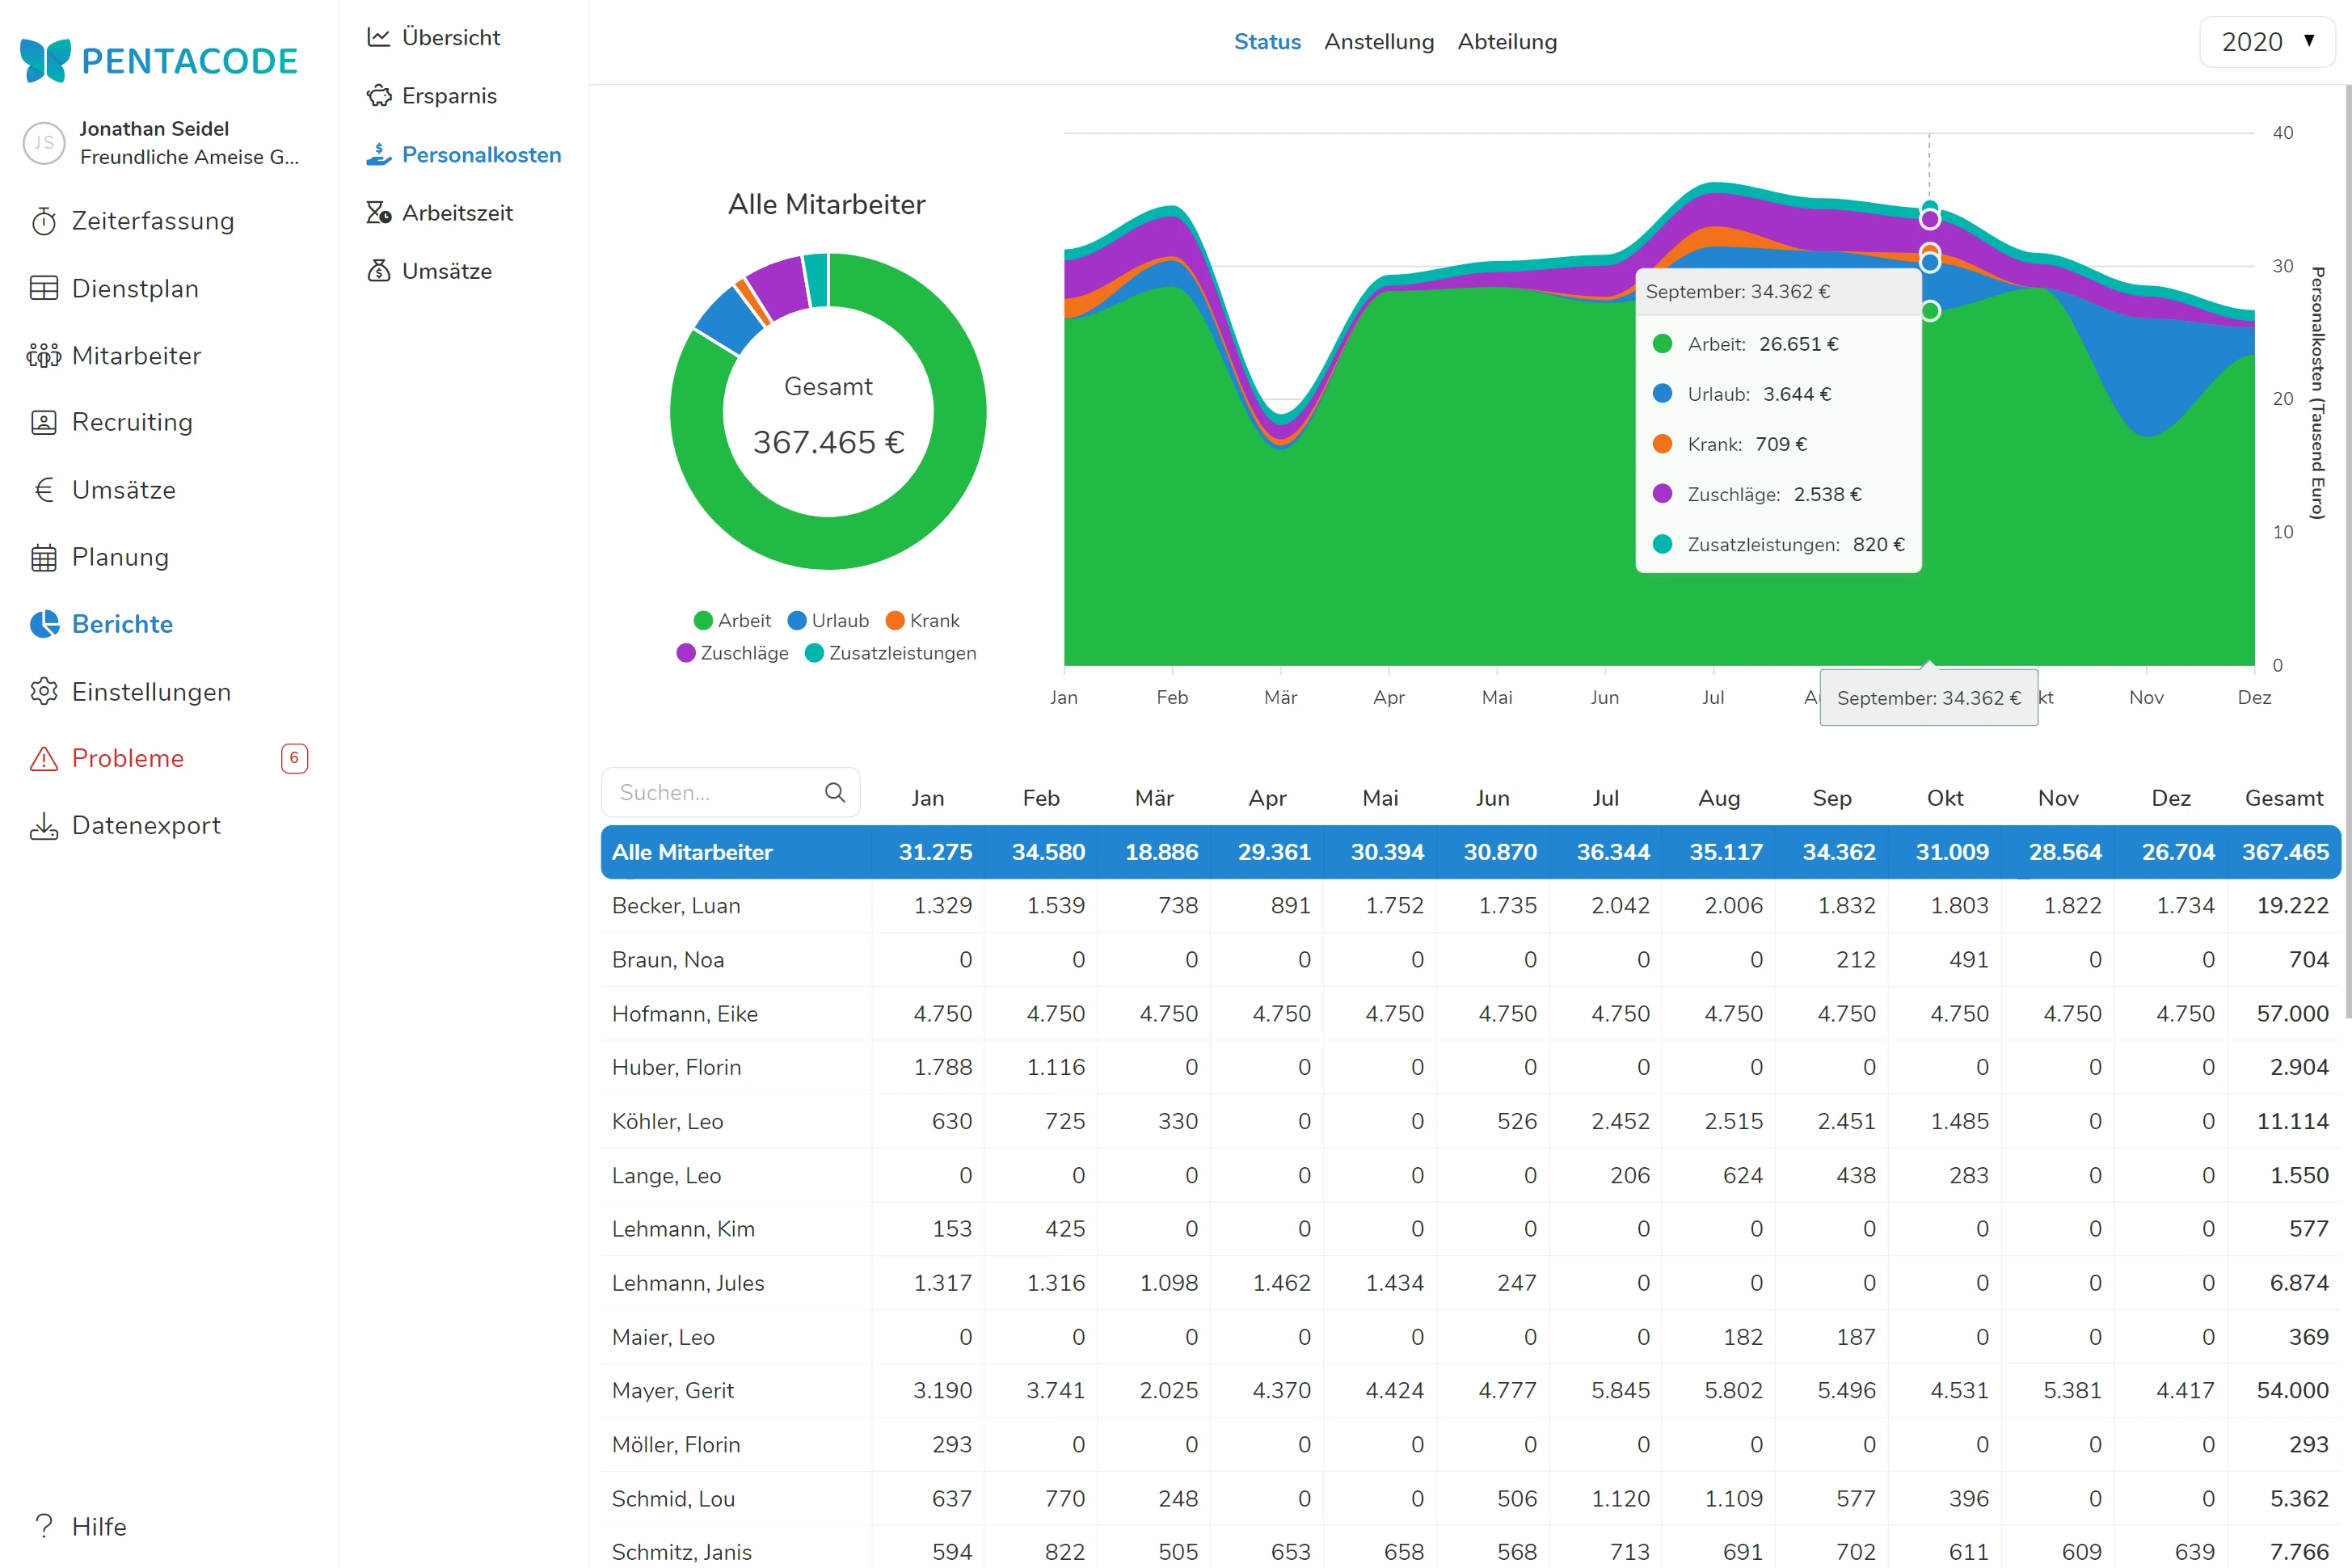 PENTACODE
JS
Jonathan Seidel
Freundliche Ameise G...
Zeiterfassung
Dienstplan
Mitarbeiter
Recruiting
Umsätze
Planung
Berichte
Einstellungen
Probleme 6
Datenexport
Hilfe
Übersicht
Ersparnis
Personalkosten
Arbeitszeit
Umsätze
Status Anstellung Abteilung
2020
Alle Mitarbeiter
Gesamt
367.465 €
Arbeit Urlaub Krank
Zuschläge Zusatzleistungen
40
30
20
10
0
Personalkosten (Tausend Euro)
September: 34.362 €
Arbeit: 26.651 €
Urlaub: 3.644 €
Krank: 709 €
Zuschläge: 2.538 €
Zusatzleistungen: 820 €
Jan Feb Mär Apr Mai Jun Jul A September: 34.362 € kt Nov Dez
Suchen... Jan Feb Mär Apr Mai Jun Jul Aug Sep Okt Nov Dez Gesamt
Alle Mitarbeiter 31.275 34.580 18.886 29.361 30.394 30.870 36.344 35.117 34.362 31.009 28.564 26.704 367.465
Becker, Luan 1.329 1.539 738 891 1.752 1.735 2.042 2.006 1.832 1.803 1.822 1.734 19.222
Braun, Noa 0 0 0 0 0 0 0 0 212 491 0 0 704
Hofmann, Eike 4.750 4.750 4.750 4.750 4.750 4.750 4.750 4.750 4.750 4.750 4.750 4.750 57.000
Huber, Florin 1.788 1.116 0 0 0 0 0 0 0 0 0 0 2.904
Köhler, Leo 630 725 330 0 0 526 2.452 2.515 2.451 1.485 0 0 11.114
Lange, Leo 0 0 0 0 0 0 206 624 438 283 0 0 1.550
Lehmann, Kim 153 425 0 0 0 0 0 0 0 0 0 0 577
Lehmann, Jules 1.317 1.316 1.098 1.462 1.434 247 0 0 0 0 0 0 6.874
Maier, Leo 0 0 0 0 0 0 0 182 187 0 0 0 369
Mayer, Gerit 3.190 3.741 2.025 4.370 4.424 4.777 5.845 5.802 5.496 4.531 5.381 4.417 54.000
Möller, Florin 293 0 0 0 0 0 0 0 0 0 0 0 293
Schmid, Lou 637 770 248 0 0 506 1.120 1.109 577 396 0 0 5.362
Schmitz, Janis 594 822 505 653 658 568 713 691 702 611 609 639 7.766